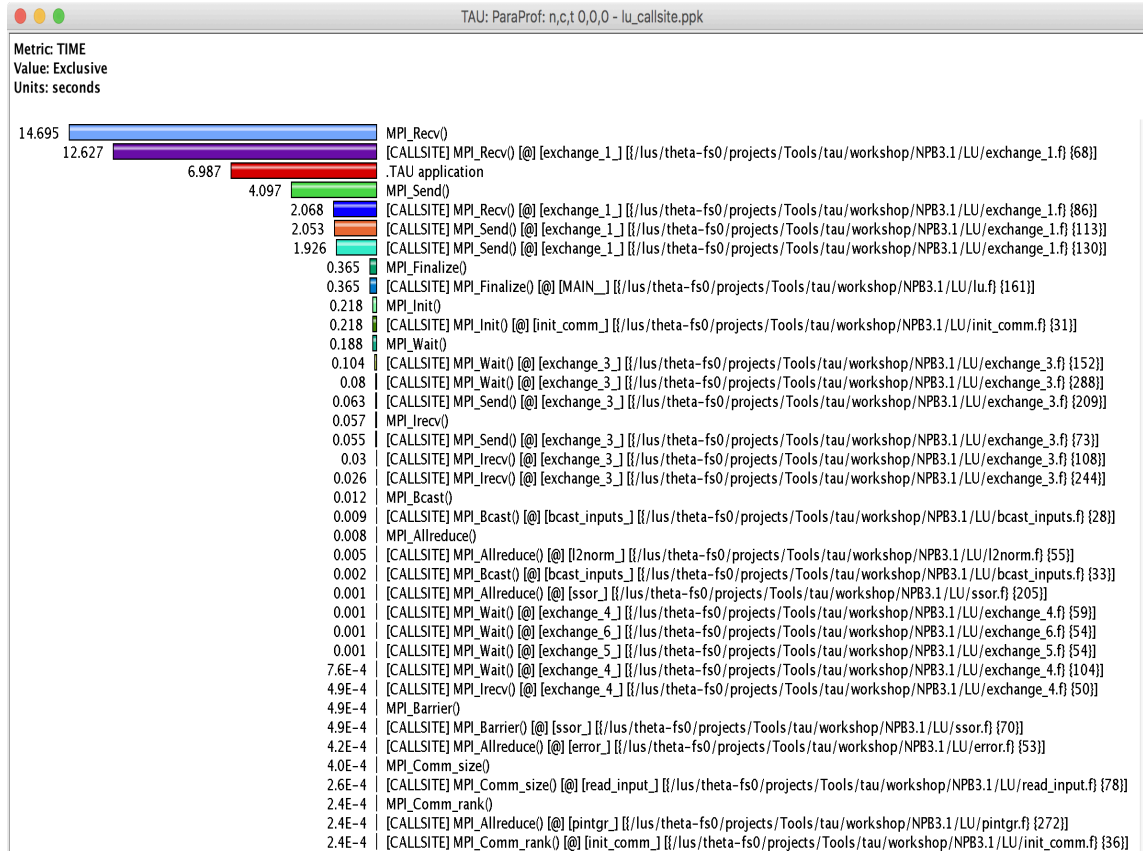 TAU: ParaProf: n,c,t 0,0,0 - lu_callsite.ppk
Metric: TIME
Value: Exclusive
Units: seconds
14.695 MPI_Recv()
12.627 [CALLSITE] MPI_Recv() [@] [exchange_1_] [{/lus/theta-fs0/projects/Tools/tau/workshop/NPB3.1/LU/exchange_1.f} {68}]
6.987 .TAU application
4.097 MPI_Send()
2.068 [CALLSITE] MPI_Recv() [@] [exchange_1_] [{/lus/theta-fs0/projects/Tools/tau/workshop/NPB3.1/LU/exchange_1.f} {86}]
2.053 [CALLSITE] MPI_Send() [@] [exchange_1_] [{/lus/theta-fs0/projects/Tools/tau/workshop/NPB3.1/LU/exchange_1.f} {113}]
1.926 [CALLSITE] MPI_Send() [@] [exchange_1_] [{/lus/theta-fs0/projects/Tools/tau/workshop/NPB3.1/LU/exchange_1.f} {130}]
0.365 MPI_Finalize()
0.365 [CALLSITE] MPI_Finalize() [@] [MAIN__] [{/lus/theta-fs0/projects/Tools/tau/workshop/NPB3.1/LU/lu.f} {161}]
0.218 MPI_Init()
0.218 [CALLSITE] MPI_Init() [@] [init_comm_] [{/lus/theta-fs0/projects/Tools/tau/workshop/NPB3.1/LU/init_comm.f} {31}]
0.188 MPI_Wait()
0.104 [CALLSITE] MPI_Wait() [@] [exchange_3_] [{/lus/theta-fs0/projects/Tools/tau/workshop/NPB3.1/LU/exchange_3.f} {152}]
0.08 [CALLSITE] MPI_Wait() [@] [exchange_3_] [{/lus/theta-fs0/projects/Tools/tau/workshop/NPB3.1/LU/exchange_3.f} {288}]
0.063 [CALLSITE] MPI_Send() [@] [exchange_3_] [{/lus/theta-fs0/projects/Tools/tau/workshop/NPB3.1/LU/exchange_3.f} {209}]
0.057 MPI_Irecv()
0.055 [CALLSITE] MPI_Send() [@] [exchange_3_] [{/lus/theta-fs0/projects/Tools/tau/workshop/NPB3.1/LU/exchange_3.f} {73}]
0.03 [CALLSITE] MPI_Irecv() [@] [exchange_3_] [{/lus/theta-fs0/projects/Tools/tau/workshop/NPB3.1/LU/exchange_3.f} {108}]
0.026 [CALLSITE] MPI_Irecv() [@] [exchange_3_] [{/lus/theta-fs0/projects/Tools/tau/workshop/NPB3.1/LU/exchange_3.f} {244}]
0.012 MPI_Bcast()
0.009 [CALLSITE] MPI_Bcast() [@] [bcast_inputs_] [{/lus/theta-fs0/projects/Tools/tau/workshop/NPB3.1/LU/bcast_inputs.f} {28}]
0.008 MPI_Allreduce()
0.005 [CALLSITE] MPI_Allreduce() [@] [l2norm_] [{/lus/theta-fs0/projects/Tools/tau/workshop/NPB3.1/LU/l2norm.f} {55}]
0.002 [CALLSITE] MPI_Bcast() [@] [bcast_inputs_] [{/lus/theta-fs0/projects/Tools/tau/workshop/NPB3.1/LU/bcast_inputs.f} {33}]
0.001 [CALLSITE] MPI_Allreduce() [@] [ssor_] [{/lus/theta-fs0/projects/Tools/tau/workshop/NPB3.1/LU/ssor.f} {205}]
0.001 [CALLSITE] MPI_Wait() [@] [exchange_4_] [{/lus/theta-fs0/projects/Tools/tau/workshop/NPB3.1/LU/exchange_4.f} {59}]
0.001 [CALLSITE] MPI_Wait() [@] [exchange_6_] [{/lus/theta-fs0/projects/Tools/tau/workshop/NPB3.1/LU/exchange_6.f} {54}]
0.001 [CALLSITE] MPI_Wait() [@] [exchange_5_] [{/lus/theta-fs0/projects/Tools/tau/workshop/NPB3.1/LU/exchange_5.f} {54}]
7.6E-4 [CALLSITE] MPI_Wait() [@] [exchange_4_] [{/lus/theta-fs0/projects/Tools/tau/workshop/NPB3.1/LU/exchange_4.f} {104}]
4.9E-4 [CALLSITE] MPI_Irecv() [@] [exchange_4_] [{/lus/theta-fs0/projects/Tools/tau/workshop/NPB3.1/LU/exchange_4.f} {50}]
4.9E-4 MPI_Barrier()
4.9E-4 [CALLSITE] MPI_Barrier() [@] [ssor_] [{/lus/theta-fs0/projects/Tools/tau/workshop/NPB3.1/LU/ssor.f} {70}]
4.2E-4 [CALLSITE] MPI_Allreduce() [@] [error_] [{/lus/theta-fs0/projects/Tools/tau/workshop/NPB3.1/LU/error.f} {53}]
4.0E-4 MPI_Comm_size()
2.6E-4 [CALLSITE] MPI_Comm_size() [@] [read_input_] [{/lus/theta-fs0/projects/Tools/tau/workshop/NPB3.1/LU/read_input.f} {78}]
2.4E-4 MPI_Comm_rank()
2.4E-4 [CALLSITE] MPI_Allreduce() [@] [pintgr_] [{/lus/theta-fs0/projects/Tools/tau/workshop/NPB3.1/LU/pintgr.f} {272}]
2.4E-4 [CALLSITE] MPI_Comm_rank() [@] [init_comm_] [{/lus/theta-fs0/projects/Tools/tau/workshop/NPB3.1/LU/init_comm.f} {36}]